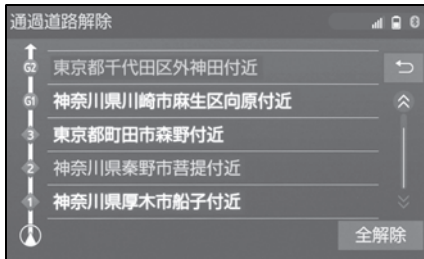 通過道路解除
G2 東京都千代田区外神田付近
G1 神奈川県川崎市麻生区向原付近
3 東京都町田市森野付近
2 神奈川県秦野市菩提付近
1 神奈川県厚木市船子付近
全解除